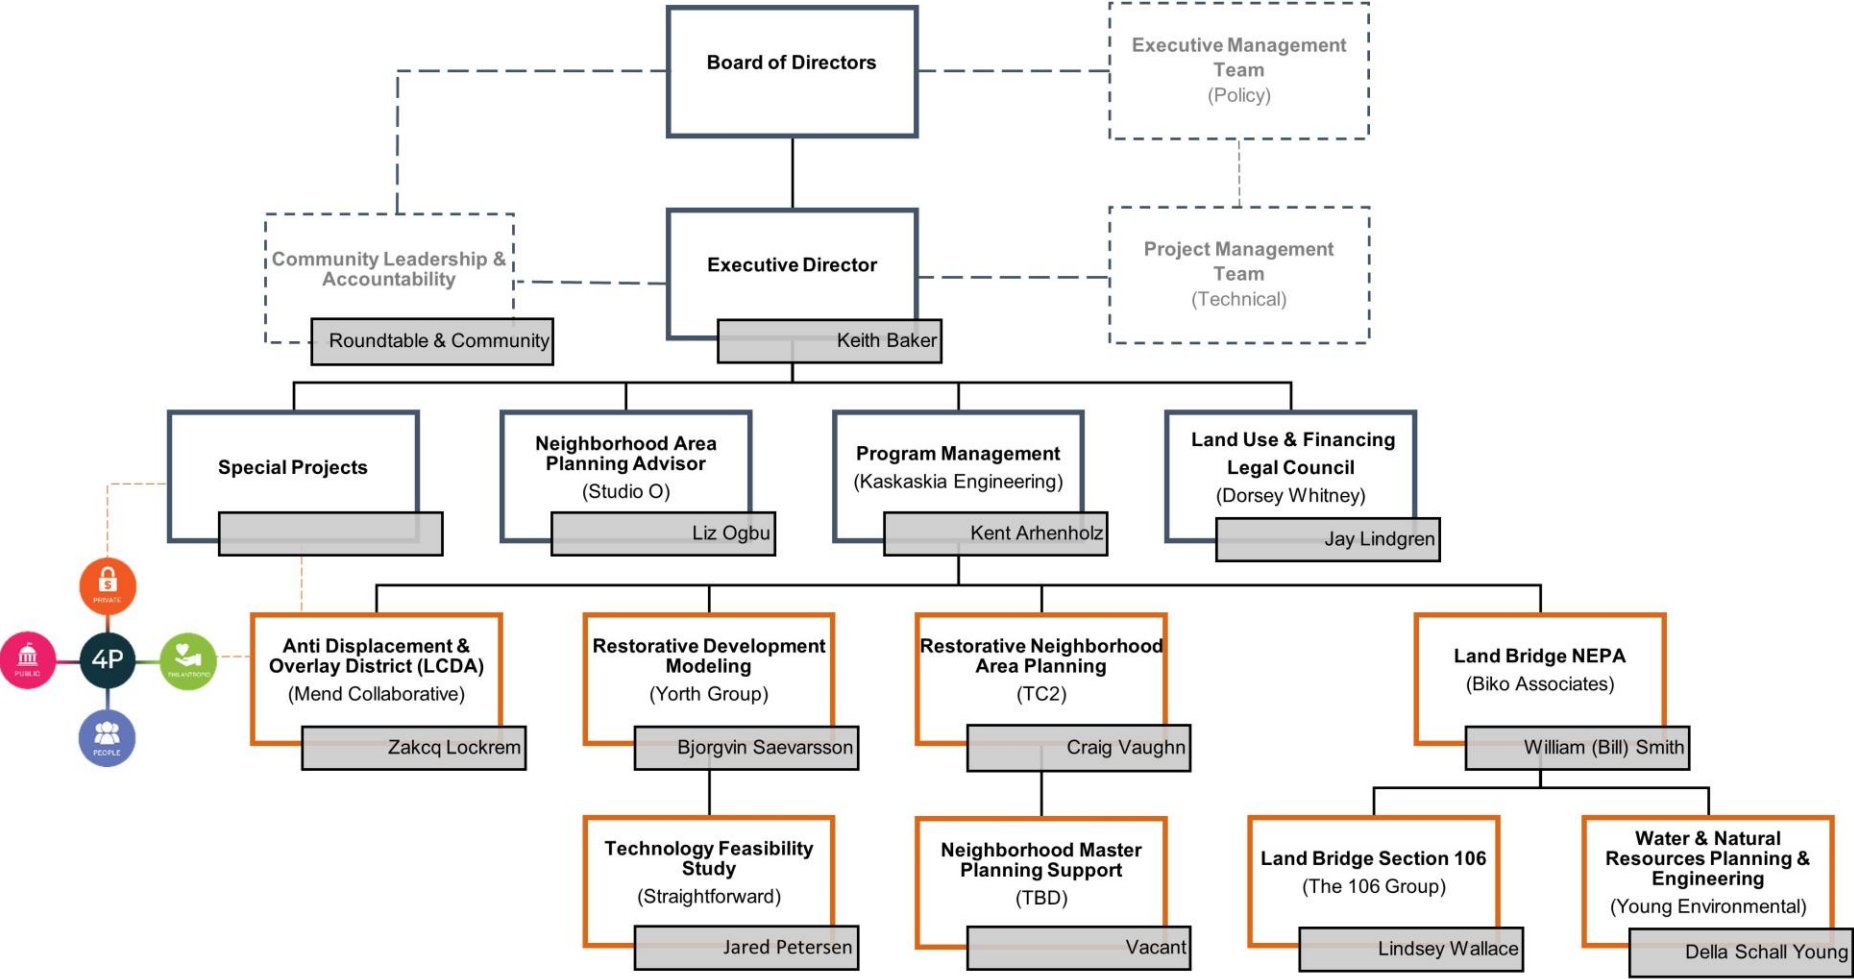 Board of Directors
Executive Management
Team
(Policy)
Community Leadership &
Accountability
Roundtable & Community
Executive Director
Keith Baker
Project Management
Team
(Technical)
Special Projects
Neighborhood Area
Planning Advisor
(Studio O)
Liz Ogbu
Program Management
(Kaskaskia Engineering)
Kent Arhenholz
Land Use & Financing
Legal Council
(Dorsey Whitney)
Jay Lindgren
PRIVATE
PUBLIC
4P
PHILANTROPIC
PEOPLE
Anti Displacement &
Overlay District (LCDA)
(Mend Collaborative)
Zakcq Lockrem
Restorative Development
Modeling
(Yorth Group)
Bjorgvin Saevarsson
Restorative Neighborhood
Area Planning
(TC2)
Craig Vaughn
Land Bridge NEPA
(Biko Associates)
William (Bill) Smith
Technology Feasibility
Study
(Straightforward)
Jared Petersen
Neighborhood Master
Planning Support
(TBD)
Vacant
Land Bridge Section 106
(The 106 Group)
Lindsey Wallace
Water & Natural
Resources Planning &
Engineering
(Young Environmental)
Della Schall Young